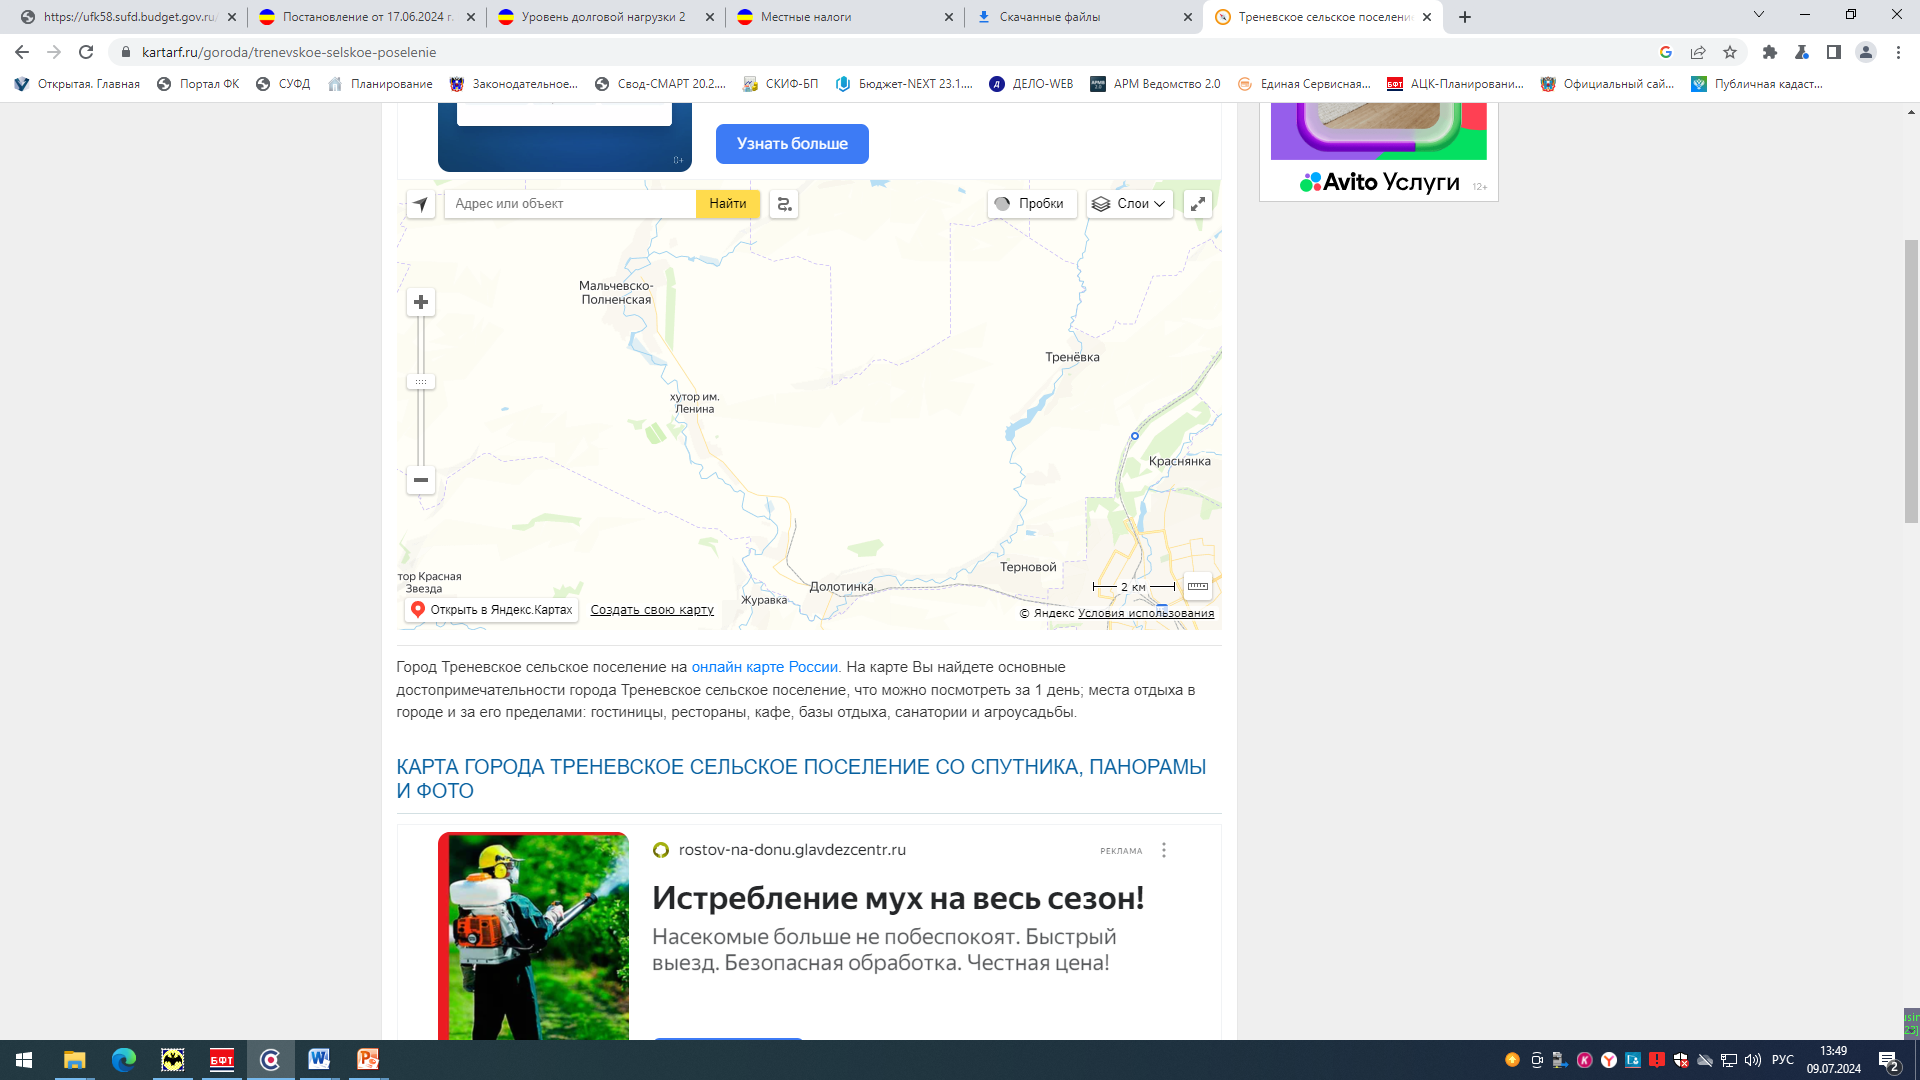 https://ufk58.sufd.budget.gov.ru/
Постановление от 17.06.2024 г.
Уровень долговой нагрузки 2
Местные налоги
Скачанные файлы
Треневское сельское поселени
kartarf.ru/goroda/trenevskoe-selskoe-poselenie
Открытая. Главная
Портал ФК
СУФД
Планирование
Законодательное...
Свод-СМАРТ 20.2....
СКИФ-БП
Бюджет-NEXT 23.1....
ДЕЛО-WEB
АРМ Ведомство 2.0
Единая Сервисная...
АЦК-Планировани...
Официальный сай...
Публичная кадаст...
0+
Узнать больше
Avito Услуги 12+
Адрес или объект
Найти
Пробки
Слои
Мальчевско-
Полненская
Тренёвка
хутор им.
Ленина
Краснянка
тор Красная
Звезда
Журавка
Долотинка
Терновой
2 км
Открыть в Яндекс.Картах
Создать свою карту
© Яндекс Условия использования
Город Треневское сельское поселение на онлайн карте России. На карте Вы найдете основные
достопримечательности города Треневское сельское поселение, что можно посмотреть за 1 день; места отдыха в
городе и за его пределами: гостиницы, рестораны, кафе, базы отдыха, санатории и агроусадьбы.
КАРТА ГОРОДА ТРЕНЕВСКОЕ СЕЛЬСКОЕ ПОСЕЛЕНИЕ СО СПУТНИКА, ПАНОРАМЫ
И ФОТО
rostov-na-donu.glavdezcentr.ru
РЕКЛАМА
Истребление мух на весь сезон!
Насекомые больше не побеспокоят. Быстрый
выезд. Безопасная обработка. Честная цена!
БФТ
РУС
13:49
09.07.2024
2